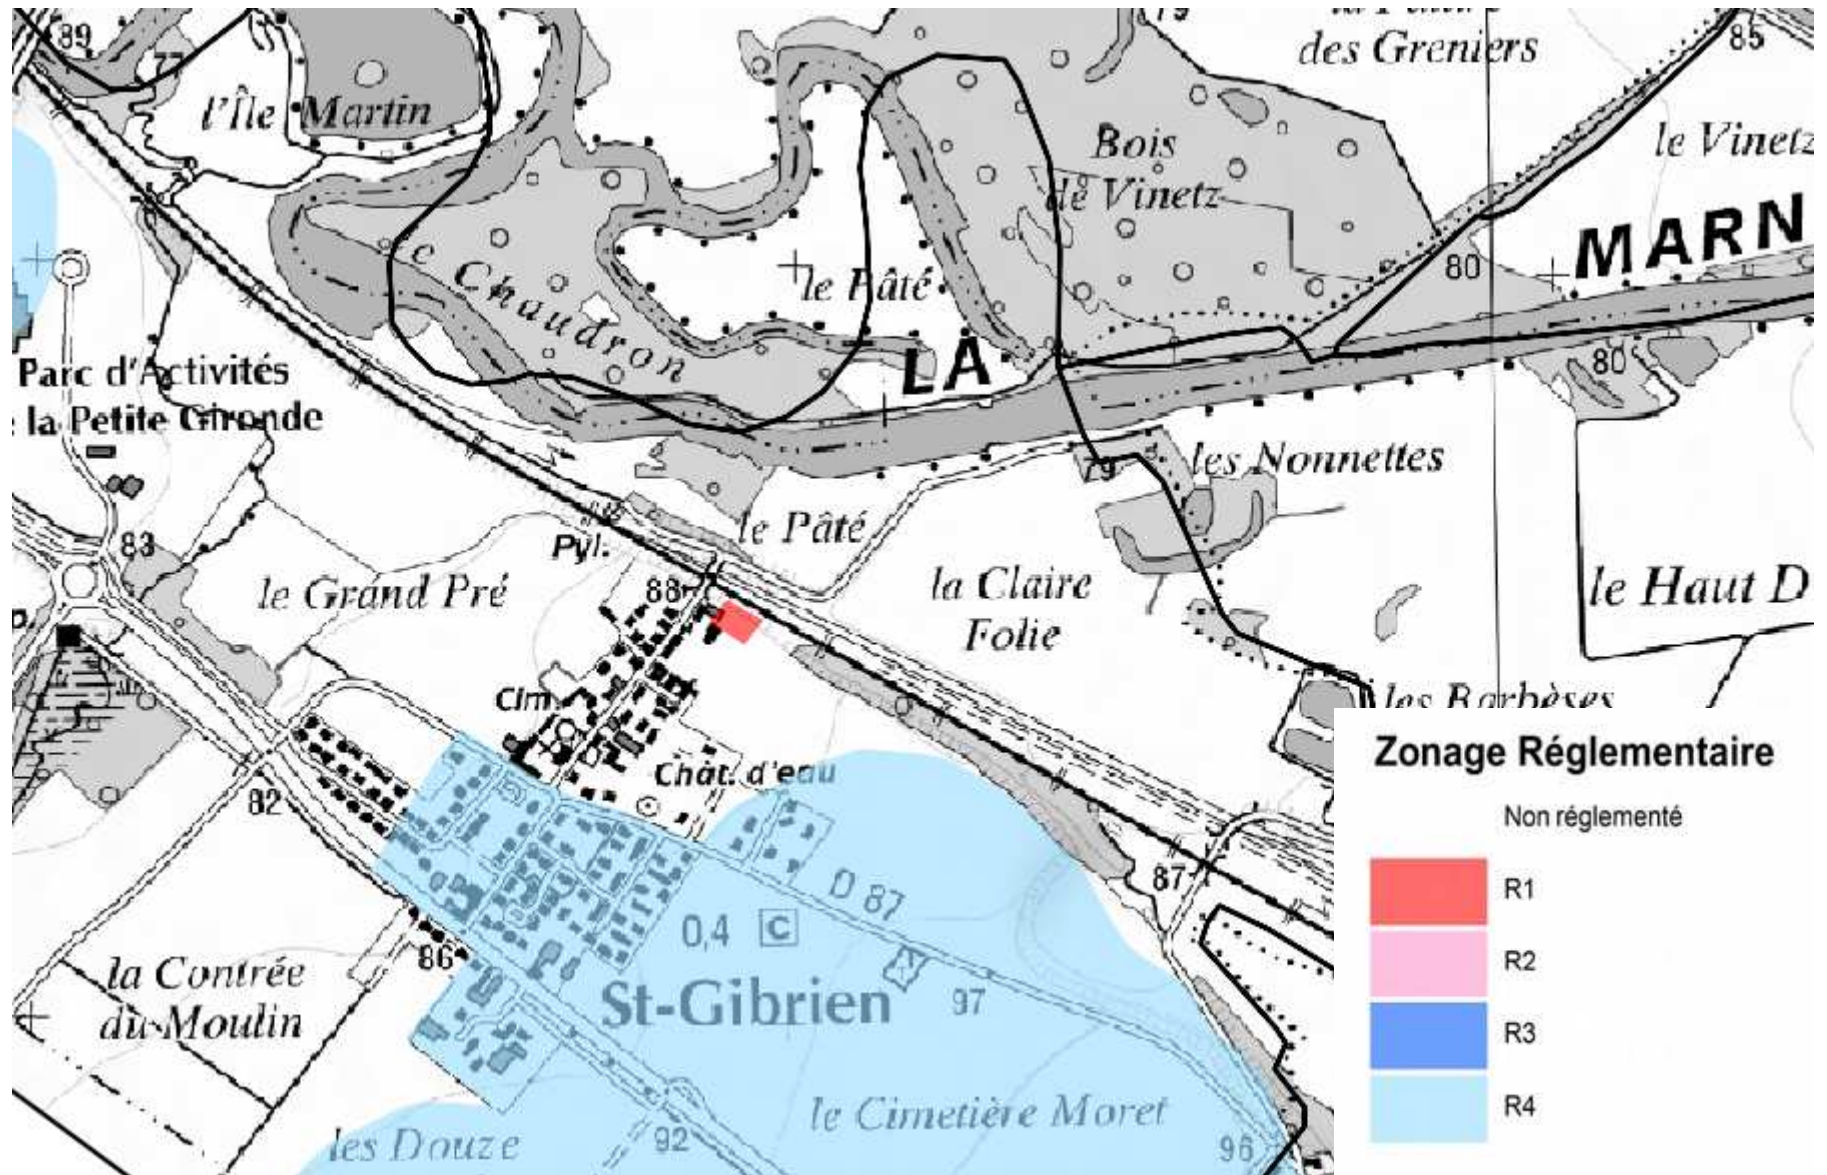 89
77
l'Île Martin
79
des Greniers
85
Bois
de Vinetz
le Vinetz
MARN
80
le Pâté
Chaudron
LA
80
Parc d'Activités
la Petite Gironde
les Nonnettes
79
83
le Pâté
Pyl.
88
le Grand Pré
la Claire
Folie
le Haut D
Cim.
les Barbèses
Chât. d'eau
82
87
D 87
0,4 C
86
la Contrée
du Moulin
St-Gibrien
97
le Cimetière Moret
les Douze
92
96
Zonage Réglementaire
Non réglementé
R1
R2
R3
R4